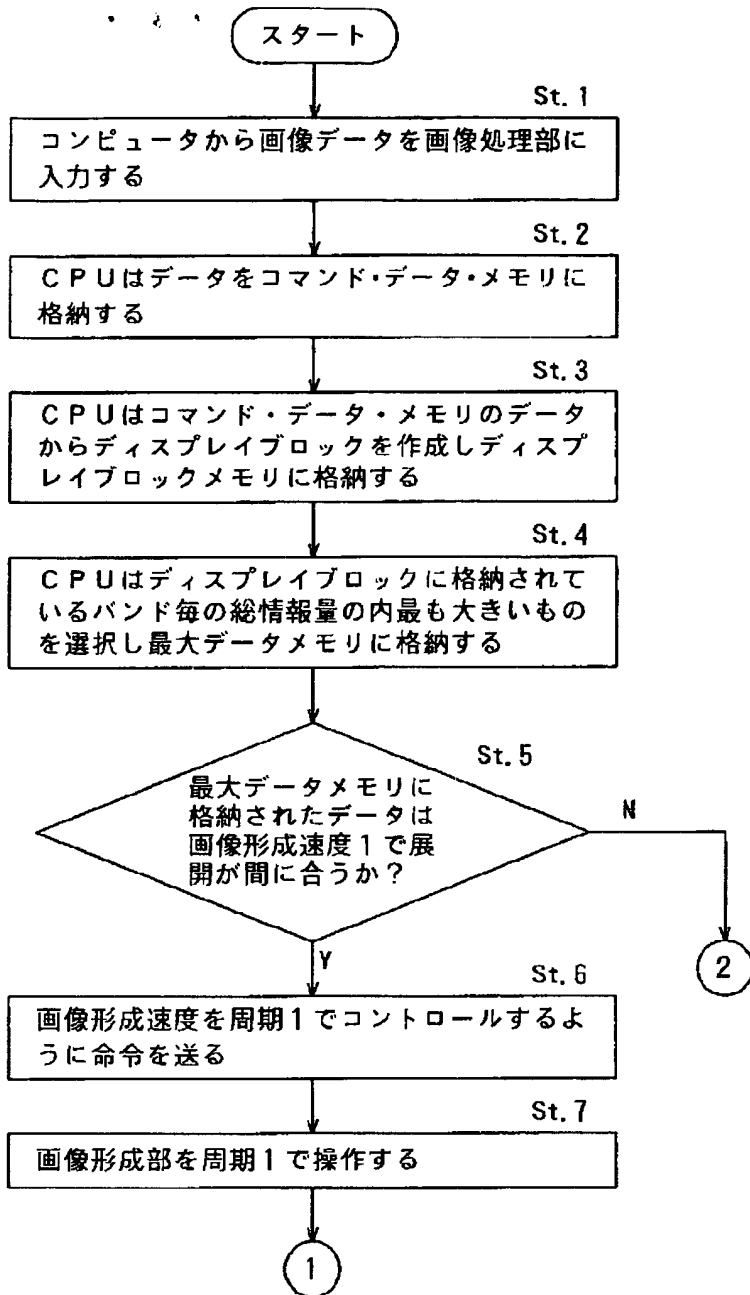 スタート
St.1
コンピュータから画像データを画像処理部に
入力する
St.2
CPUはデータをコマンド・データ・メモリに
格納する
St.3
CPUはコマンド・データ・メモリのデータ
からディスプレイブロックを作成しディスプ
レイブロックメモリに格納する
St.4
CPUはディスプレイブロックに格納されて
いるバンド毎の総情報量の内最も大きいもの
を選択し最大データメモリに格納する
St.5
最大データメモリに
格納されたデータは
画像形成速度1で展
開が間に合うか?
N
2
Y
St.6
画像形成速度を周期1でコントロールするよ
うに命令を送る
St.7
画像形成部を周期1で操作する
1